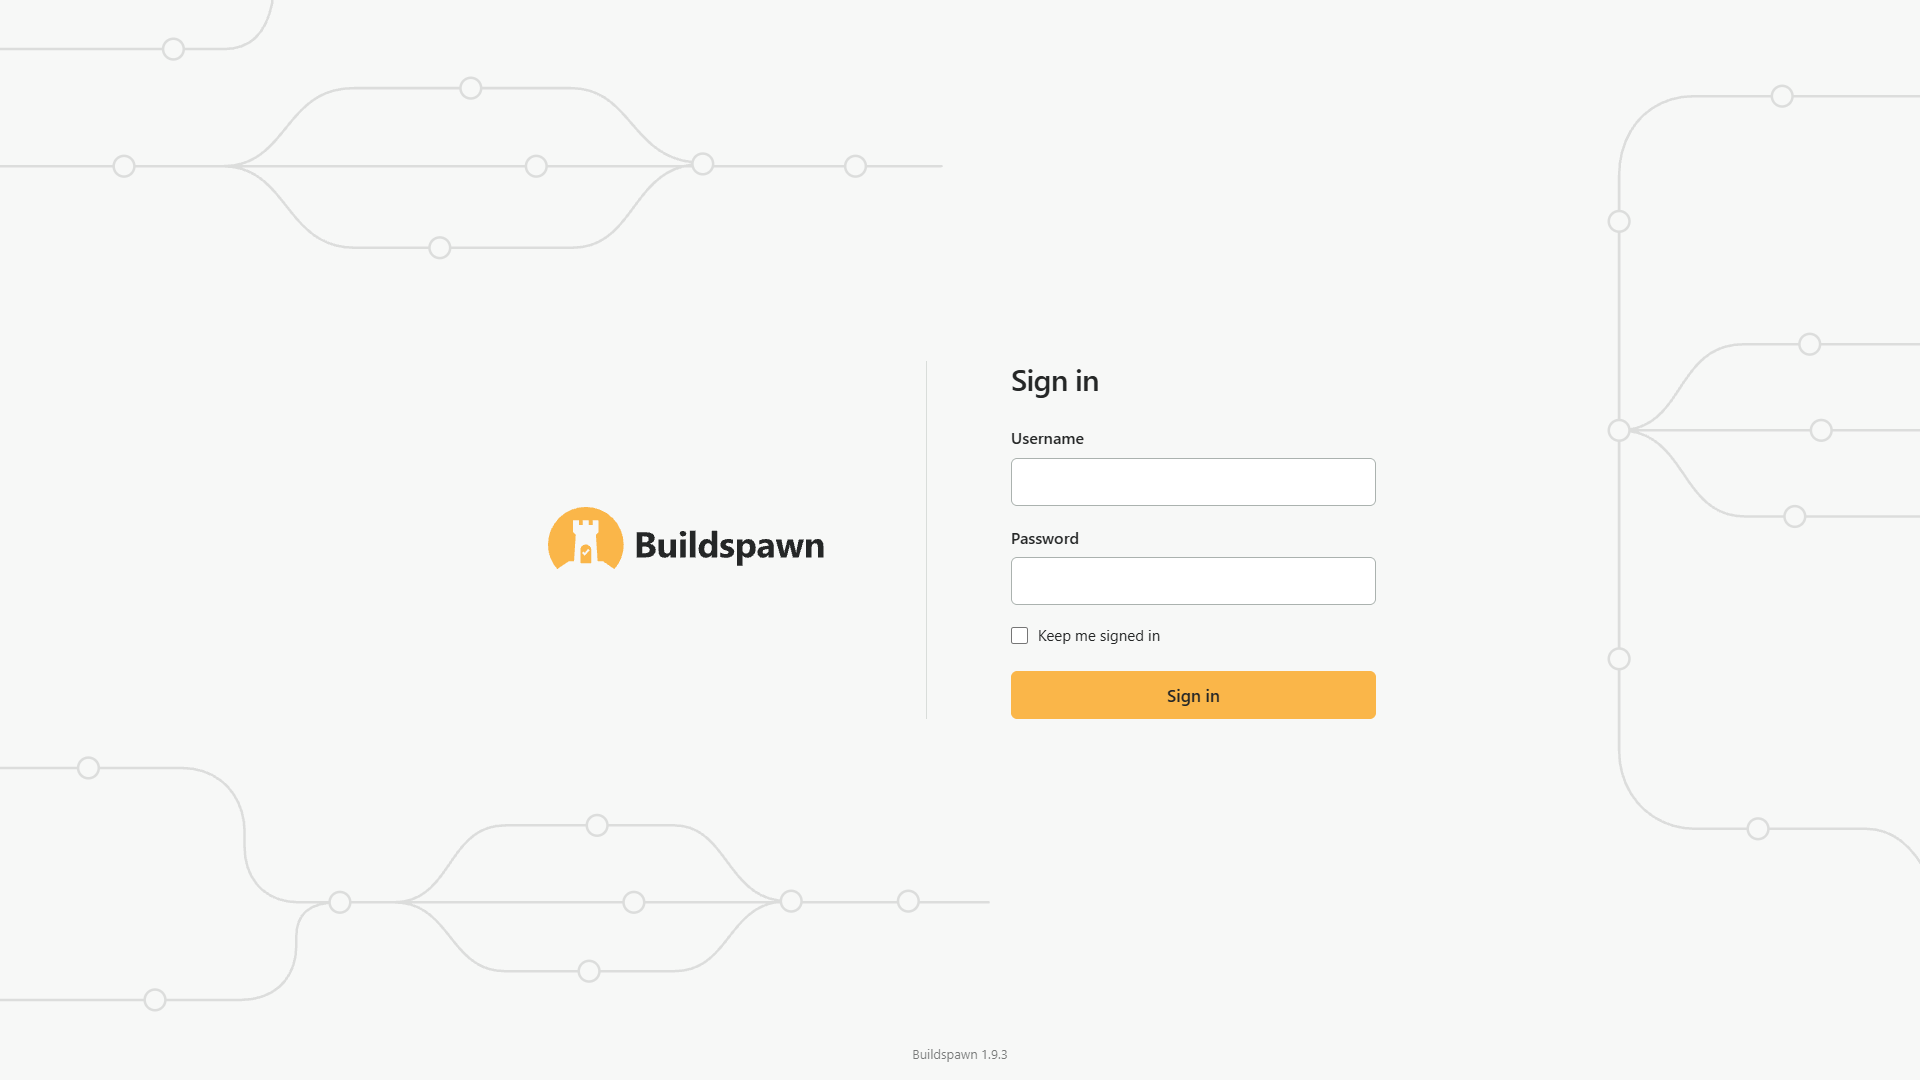 Buildspawn
Sign in
Username
Password
Keep me signed in
Sign in
Buildspawn 1.9.3